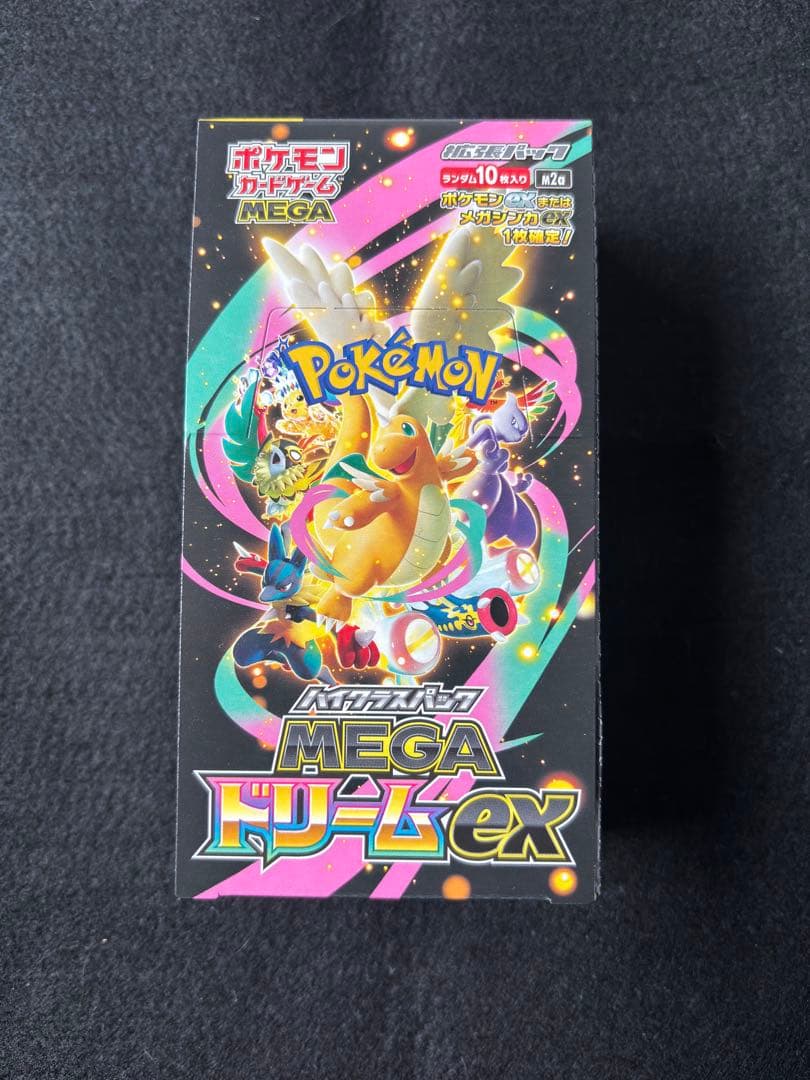 ポケモン
カードゲーム
MEGA
拡張パック
ランダム10枚入り M2a
ポケモンexまたは
メガシンカex
1枚確定!
POKéMON
TM
ハイクラスパック
MEGA
ドリームex